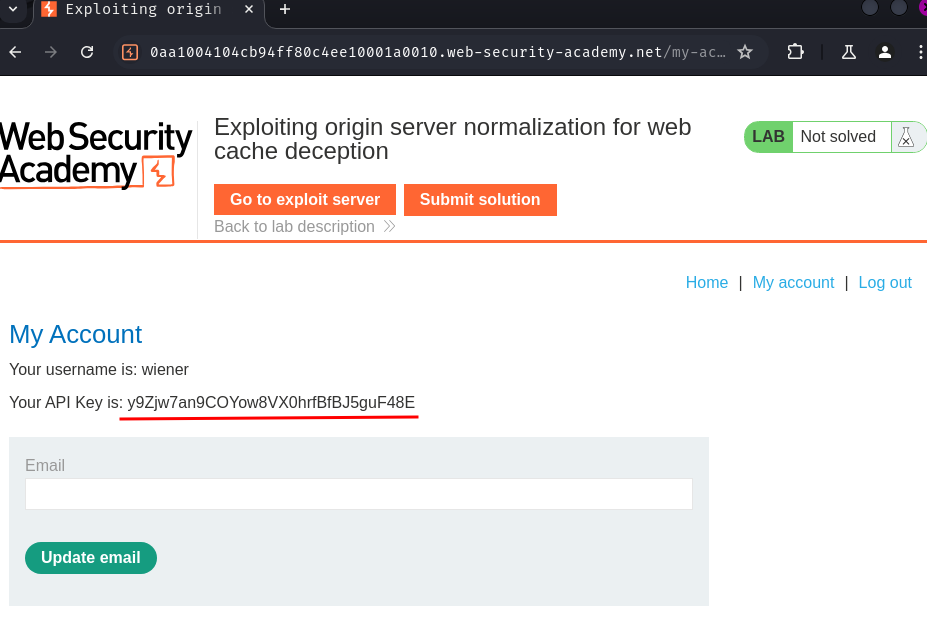 Exploiting origin
0aa1004104cb94ff80c4ee10001a0010.web-security-academy.net/my-ac…
Web Security
Academy
Exploiting origin server normalization for web
cache deception
LAB Not solved
Go to exploit server Submit solution
Back to lab description
Home | My account | Log out
My Account
Your username is: wiener
Your API Key is: y9Zjw7an9COYow8VX0hrfBfBJ5guF48E
Email
Update email